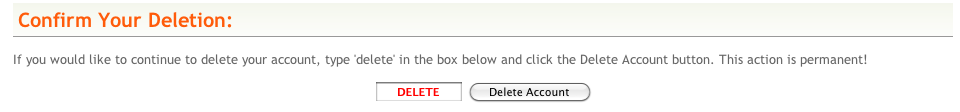 Confirm Your Deletion:
If you would like to continue to delete your account, type 'delete' in the box below and click the Delete Account button. This action is permanent!
DELETE Delete Account